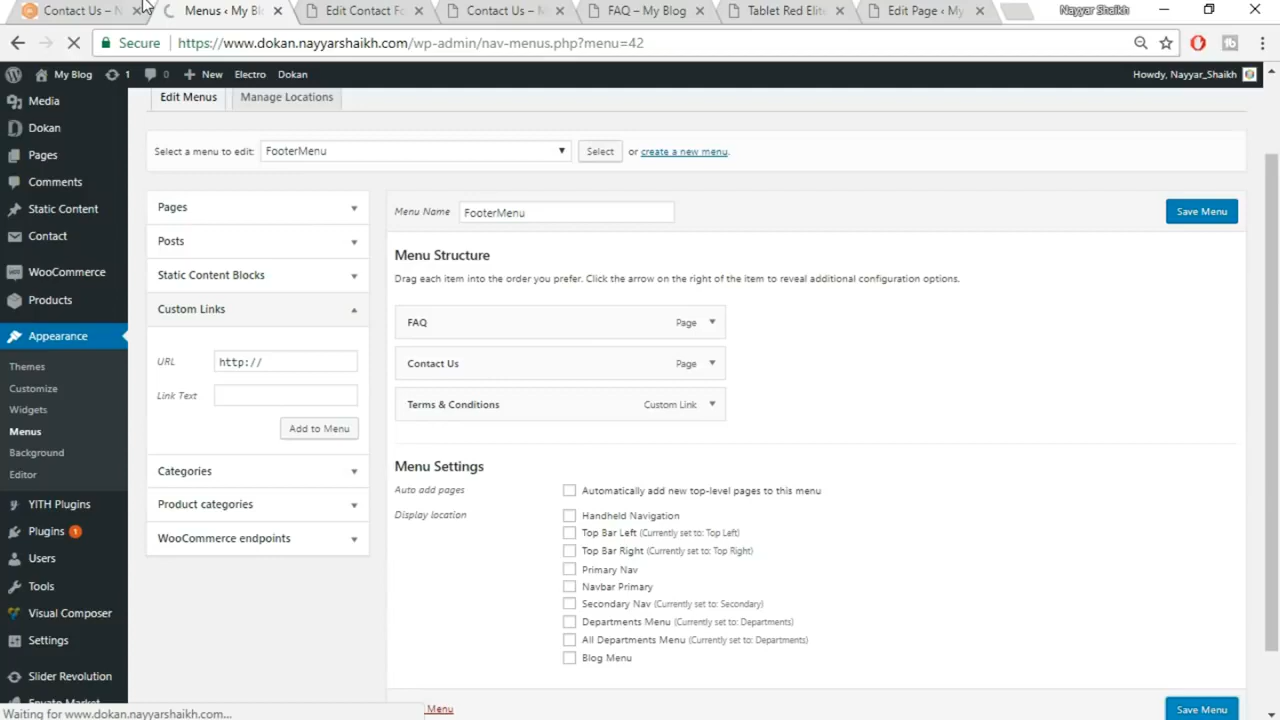 Contact Us – N
Menus ‹ My Bl
Edit Contact Fo
Contact Us – M
FAQ – My Blog
Tablet Red Elite
Edit Page ‹ My
Nayyar Shaikh
Secure
https://www.dokan.nayyarshaikh.com/wp-admin/nav-menus.php?menu=42
My Blog 1 New Electro Dokan
Howdy, Nayyar_Shaikh
Media
Dokan
Pages
Comments
Static Content
Contact
WooCommerce
Products
Appearance
Themes
Customize
Widgets
Menus
Background
Editor
YITH Plugins
Plugins 1
Users
Tools
Visual Composer
Settings
Slider Revolution
Envato Market
Edit Menus Manage Locations
Select a menu to edit: FooterMenu Select or create a new menu.
Pages
Posts
Static Content Blocks
Custom Links
URL http://
Link Text
Add to Menu
Categories
Product categories
WooCommerce endpoints
Menu Name FooterMenu Save Menu
Menu Structure
Drag each item into the order you prefer. Click the arrow on the right of the item to reveal additional configuration options.
FAQ Page
Contact Us Page
Terms & Conditions Custom Link
Menu Settings
Auto add pages Automatically add new top-level pages to this menu
Display location Handheld Navigation
Top Bar Left (Currently set to: Top Left)
Top Bar Right (Currently set to: Top Right)
Primary Nav
Navbar Primary
Secondary Nav (Currently set to: Secondary)
Departments Menu (Currently set to: Departments)
All Departments Menu (Currently set to: Departments)
Blog Menu
Menu Save Menu
Waiting for www.dokan.nayyarshaikh.com...